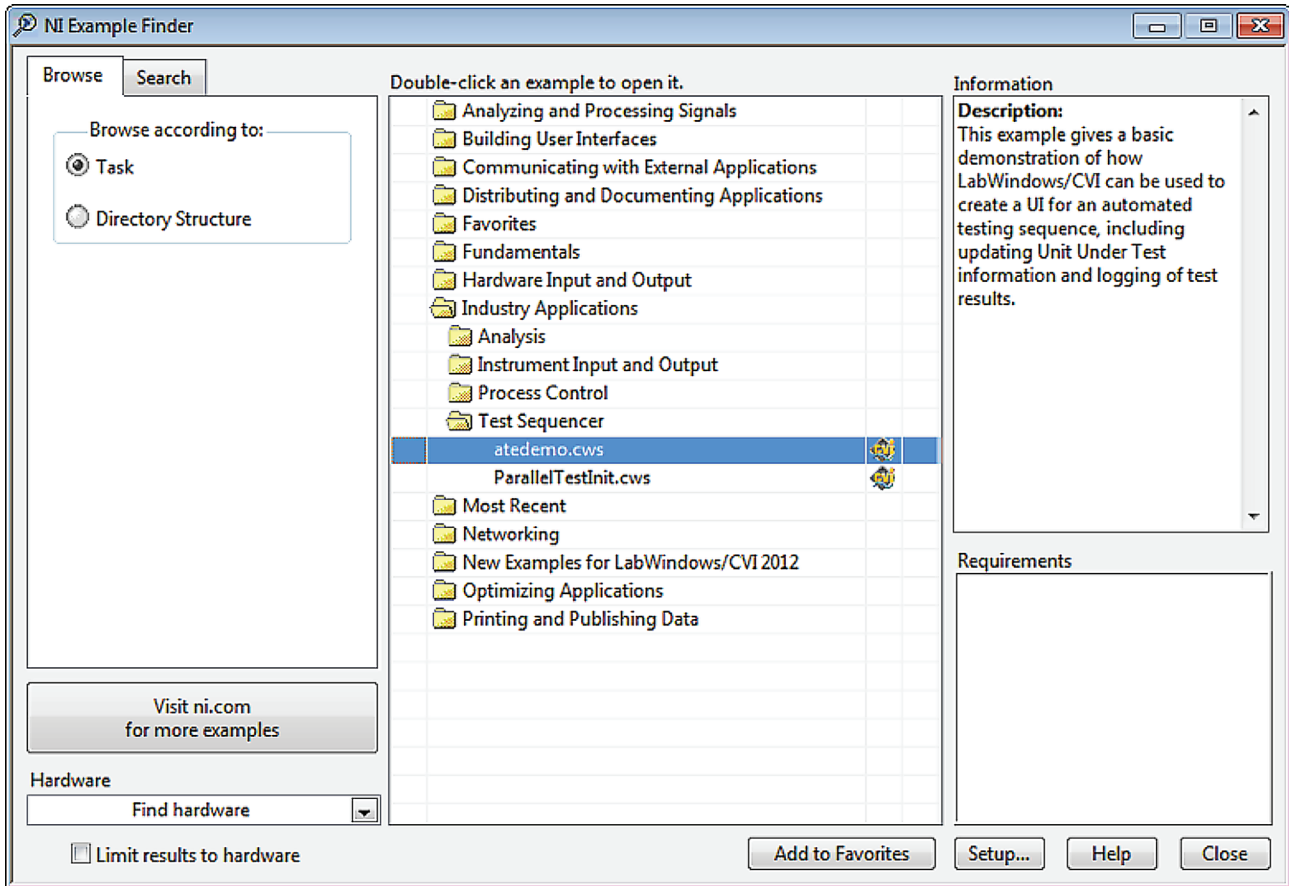 NI Example Finder
Browse
Search
Browse according to:
Task
Directory Structure
Visit ni.com
for more examples
Hardware
Find hardware
Limit results to hardware
Double-click an example to open it.
Analyzing and Processing Signals
Building User Interfaces
Communicating with External Applications
Distributing and Documenting Applications
Favorites
Fundamentals
Hardware Input and Output
Industry Applications
Analysis
Instrument Input and Output
Process Control
Test Sequencer
atedemo.cws
ParallelTestInit.cws
Most Recent
Networking
New Examples for LabWindows/CVI 2012
Optimizing Applications
Printing and Publishing Data
Information
Description:
This example gives a basic
demonstration of how
LabWindows/CVI can be used to
create a UI for an automated
testing sequence, including
updating Unit Under Test
information and logging of test
results.
Requirements
Add to Favorites
Setup...
Help
Close